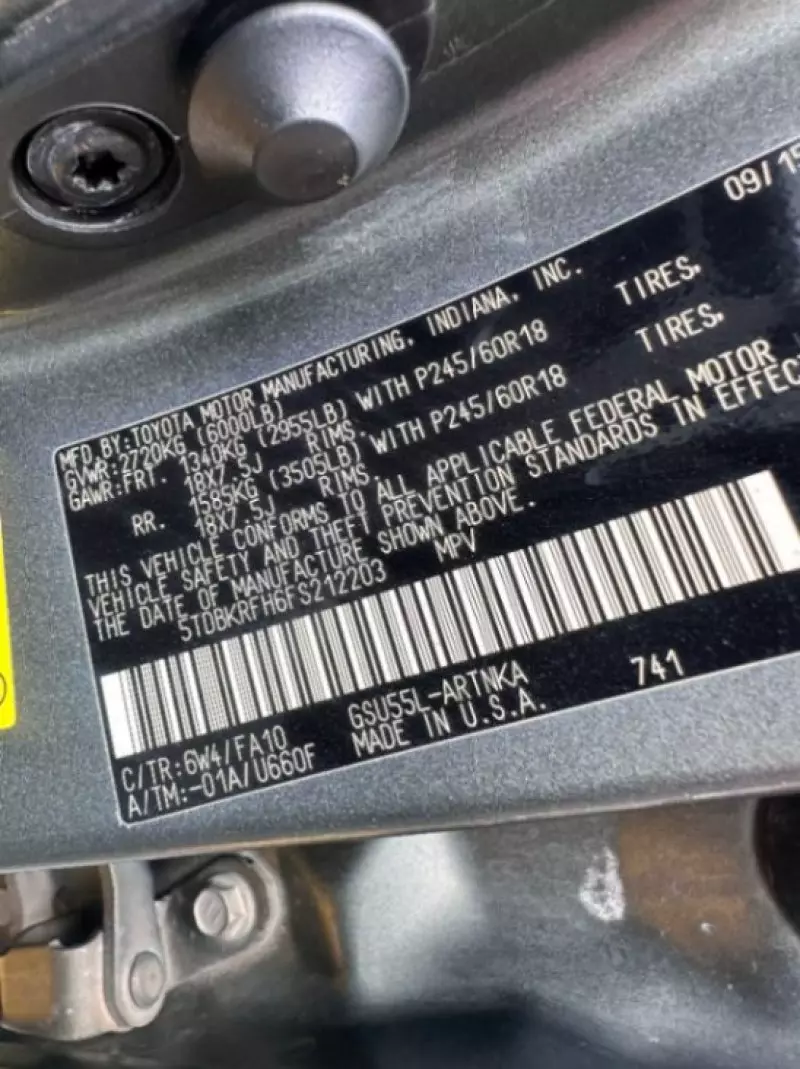 09/15
MFD. BY: TOYOTA MOTOR MANUFACTURING, INDIANA, INC.
GVWR: 2720KG (6000LB)
GAWR: FRT. 1340KG (2955LB) WITH P245/60R18 TIRES,
18X7.5J RIMS.
RR. 1585KG (3505LB) WITH P245/60R18 TIRES,
18X7.5J RIMS.
THIS VEHICLE CONFORMS TO ALL APPLICABLE FEDERAL MOTOR
VEHICLE SAFETY AND THEFT PREVENTION STANDARDS IN EFFEC
THE DATE OF MANUFACTURE SHOWN ABOVE.
5TDBKRFH6FS212203 MPV
C/TR: 6W4/FA10 GSU55L-ARTNKA 741
A/TM: -01A/U660F MADE IN U.S.A.